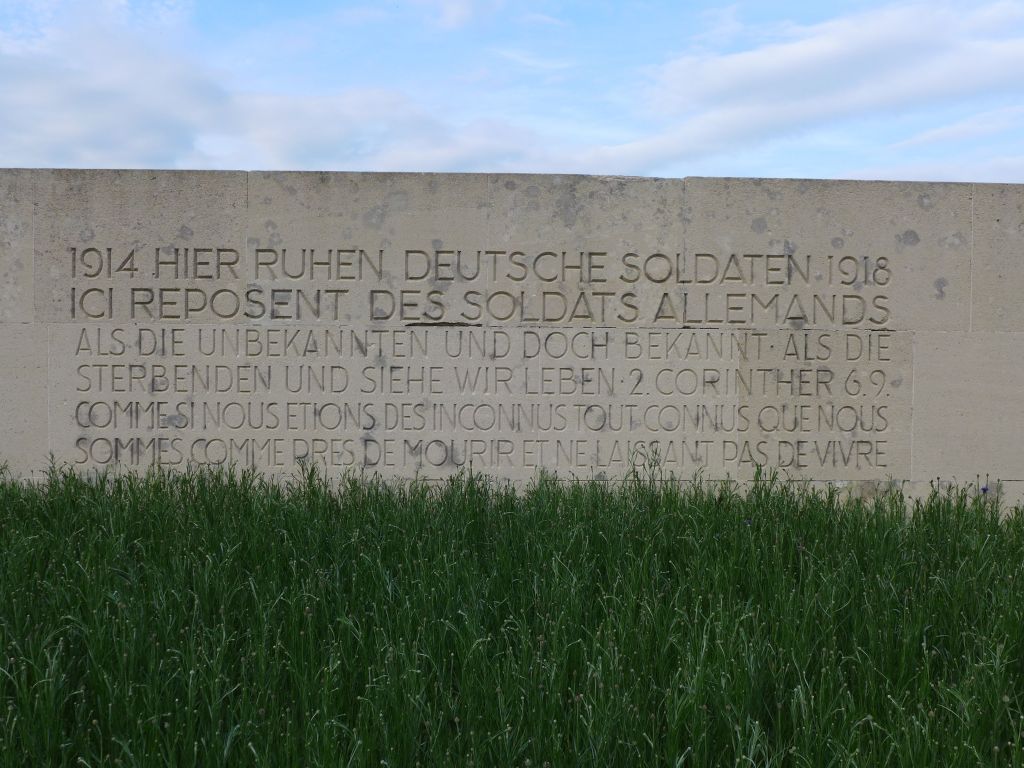 1914 HIER RUHEN DEUTSCHE SOLDATEN 1918
ICI REPOSENT DES SOLDATS ALLEMANDS
ALS DIE UNBEKANNTEN UND DOCH BEKANNT · ALS DIE
STERBENDEN UND SIEHE WIR LEBEN · 2. CORINTHER 6.9.
COMME SI NOUS ETIONS DES INCONNUS TOUT CONNUS QUE NOUS
SOMMES COMME PRES DE MOURIR ET NE LAISSANT PAS DE VIVRE